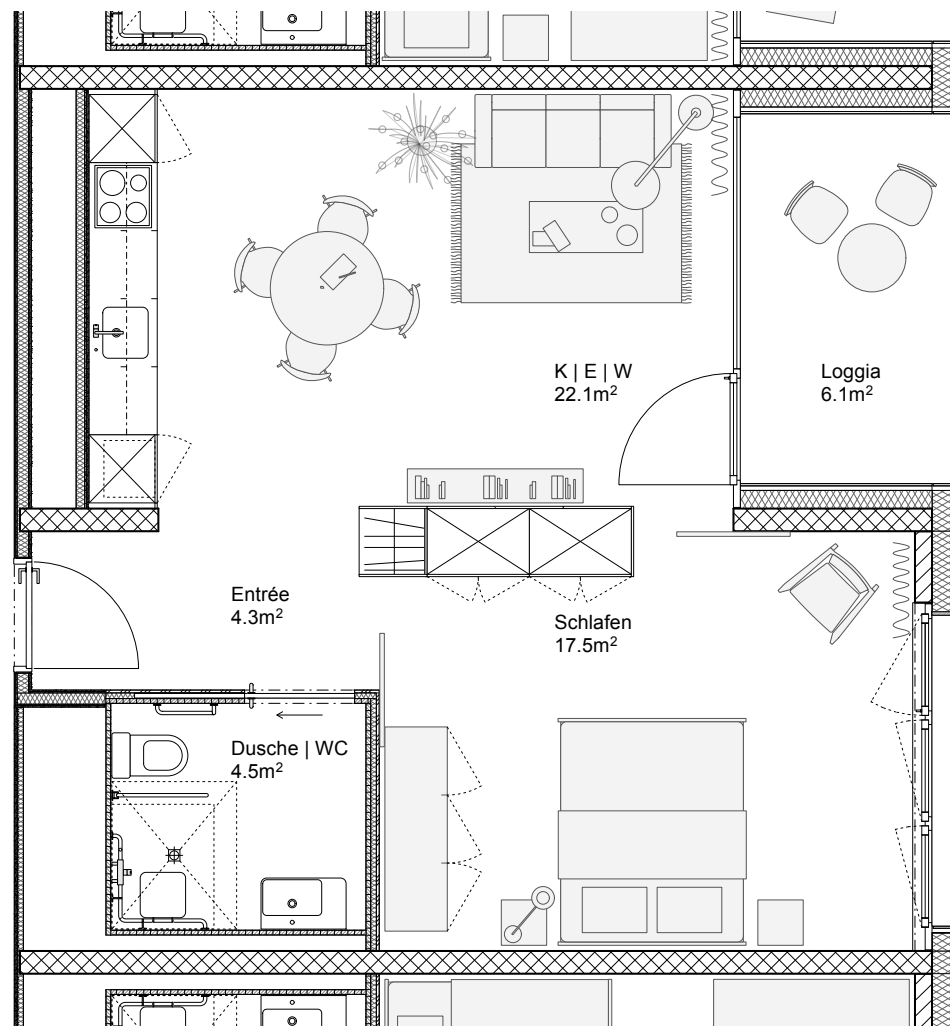 K | E | W
22.1m²
Loggia
6.1m²
Entrée
4.3m²
Schlafen
17.5m²
Dusche | WC
4.5m²